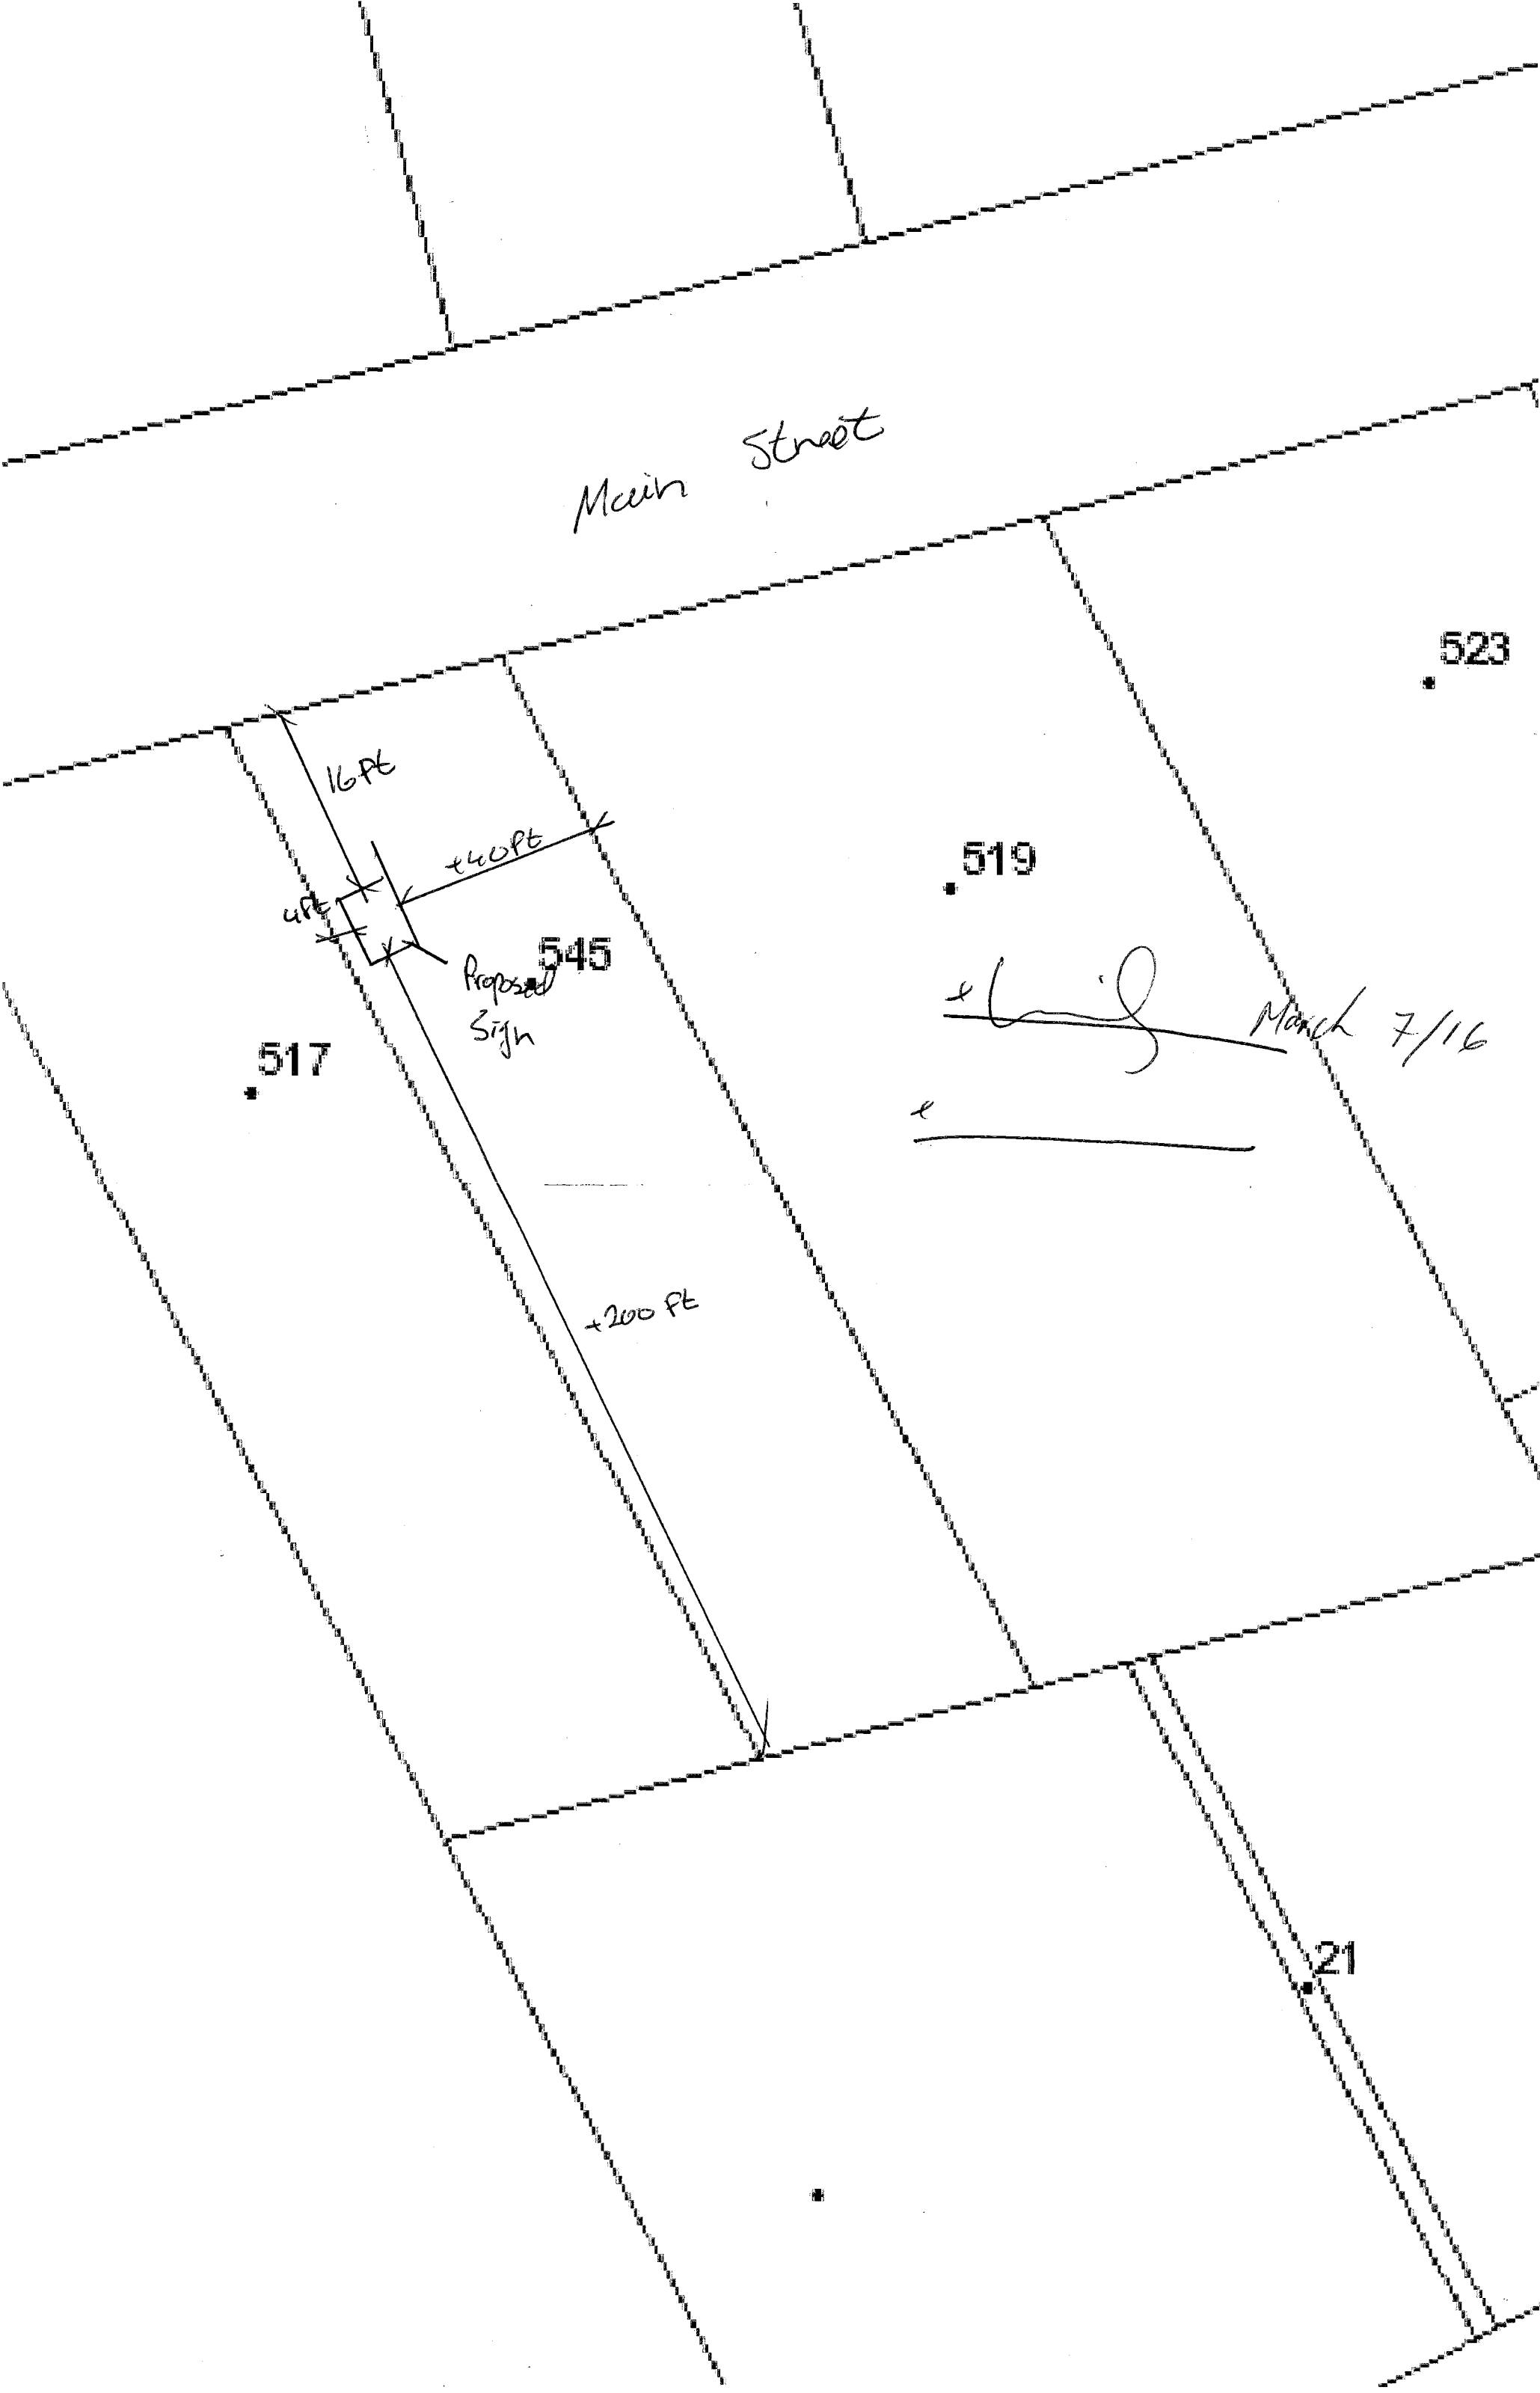 Main Street
523
16ft
+40ft
519
4ft
545
Proposed
Sign
March 7/16
517
+200 ft
21